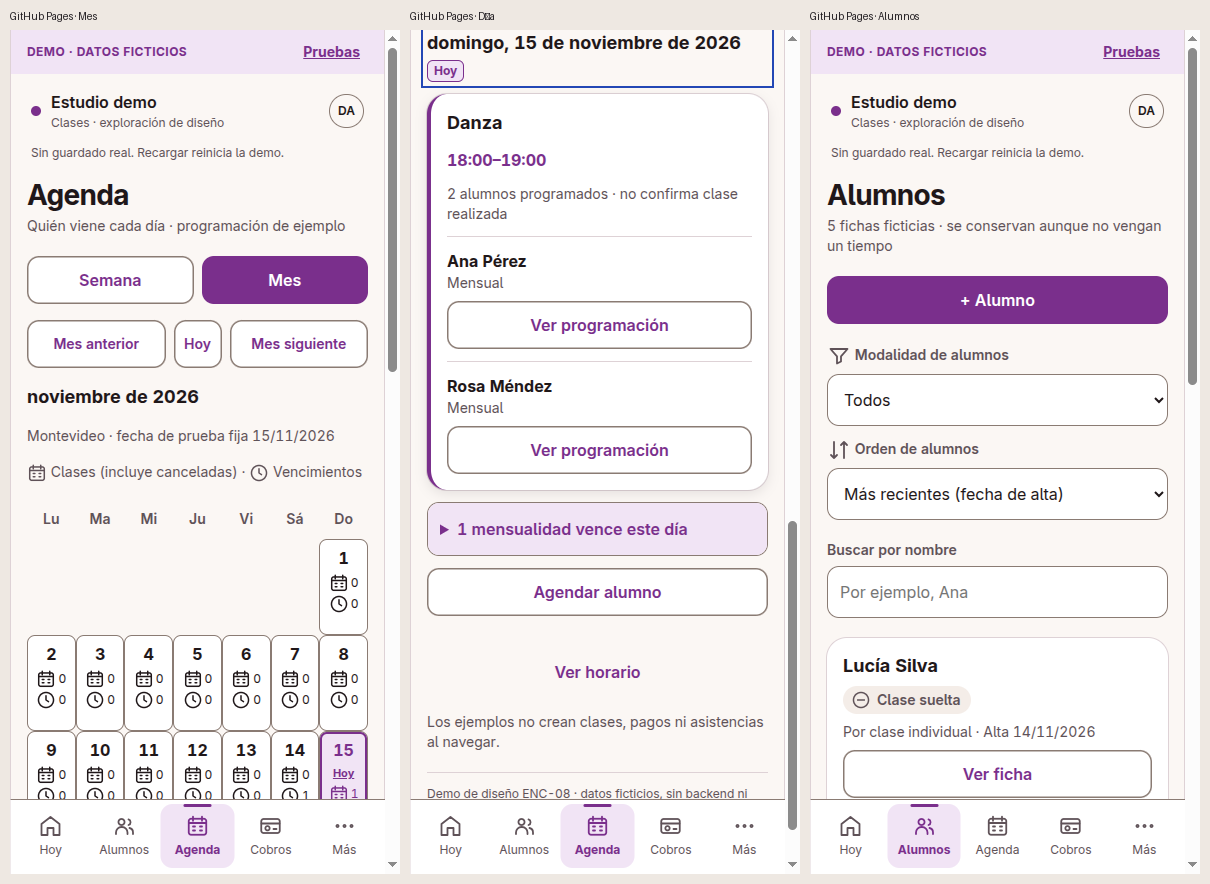 GitHub Pages · Mes
DEMO · DATOS FICTICIOS
Pruebas
Estudio demo
Clases · exploración de diseño
DA
Sin guardado real. Recargar reinicia la demo.
Agenda
Quién viene cada día · programación de ejemplo
Semana
Mes
Mes anterior
Hoy
Mes siguiente
noviembre de 2026
Montevideo · fecha de prueba fija 15/11/2026
Clases (incluye canceladas) · Vencimientos
Lu Ma Mi Ju Vi Sá Do
1
0
0
2 3 4 5 6 7 8
0 0 0 0 0 0 0
0 0 0 0 0 0 0
9 10 11 12 13 14 15
Hoy
0 0 0 0 0 0 1
0 0 0 0 0 1
Hoy
Alumnos
Agenda
Cobros
Más
GitHub Pages · Día
domingo, 15 de noviembre de 2026
Hoy
Danza
18:00–19:00
2 alumnos programados · no confirma clase
realizada
Ana Pérez
Mensual
Ver programación
Rosa Méndez
Mensual
Ver programación
1 mensualidad vence este día
Agendar alumno
Ver horario
Los ejemplos no crean clases, pagos ni asistencias
al navegar.
Demo de diseño ENC-08 · datos ficticios, sin backend ni
Hoy
Alumnos
Agenda
Cobros
Más
GitHub Pages · Alumnos
DEMO · DATOS FICTICIOS
Pruebas
Estudio demo
Clases · exploración de diseño
DA
Sin guardado real. Recargar reinicia la demo.
Alumnos
5 fichas ficticias · se conservan aunque no vengan
un tiempo
+ Alumno
Modalidad de alumnos
Todos
Orden de alumnos
Más recientes (fecha de alta)
Buscar por nombre
Por ejemplo, Ana
Lucía Silva
Clase suelta
Por clase individual · Alta 14/11/2026
Ver ficha
Hoy
Alumnos
Agenda
Cobros
Más